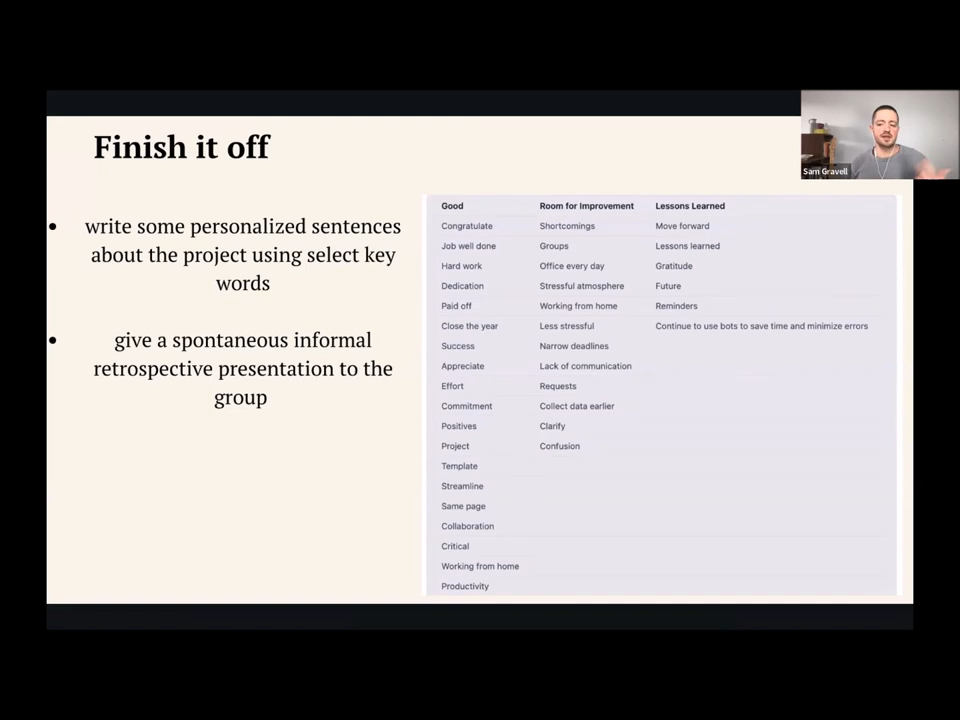 Finish it off
Sam Gravell
write some personalized sentences
about the project using select key
words
give a spontaneous informal
retrospective presentation to the
group
Good Room for Improvement Lessons Learned
Congratulate Shortcomings Move forward
Job well done Groups Lessons learned
Hard work Office every day Gratitude
Dedication Stressful atmosphere Future
Paid off Working from home Reminders
Close the year Less stressful Continue to use bots to save time and minimize errors
Success Narrow deadlines
Appreciate Lack of communication
Effort Requests
Commitment Collect data earlier
Positives Clarify
Project Confusion
Template
Streamline
Same page
Collaboration
Critical
Working from home
Productivity